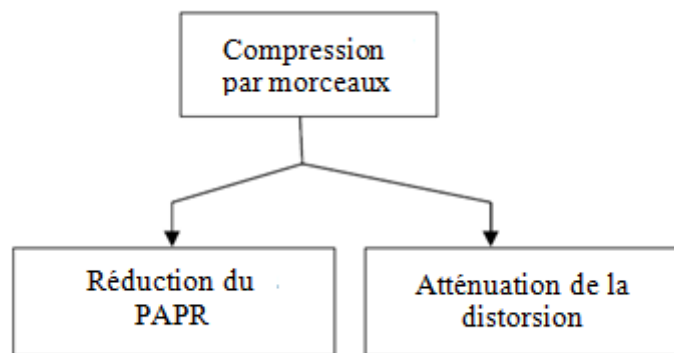 Compression
par morceaux
Réduction du
PAPR
Atténuation de la
distorsion